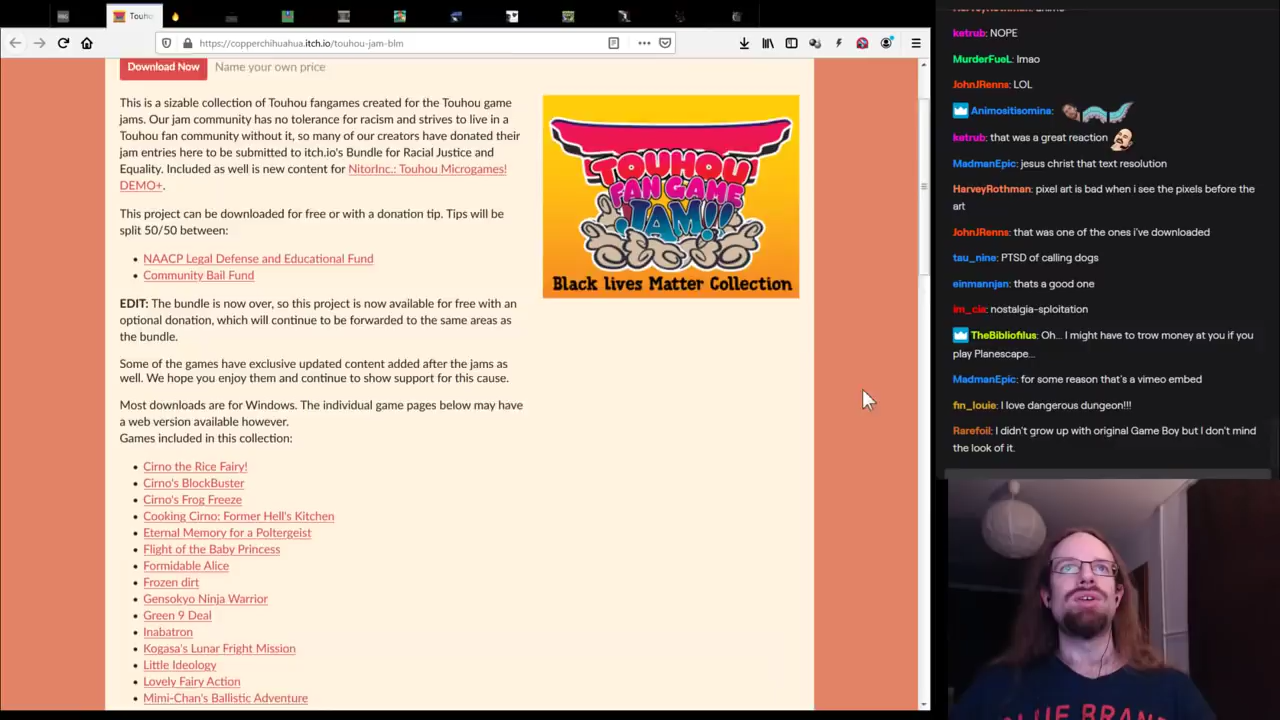 Touho
https://copperchihuahua.itch.io/touhou-jam-blm
Download Now Name your own price
This is a sizable collection of Touhou fangames created for the Touhou game
jams. Our jam community has no tolerance for racism and strives to live in a
Touhou fan community without it, so many of our creators have donated their
jam entries here to be submitted to itch.io's Bundle for Racial Justice and
Equality. Included as well is new content for NitorInc.: Touhou Microgames!
DEMO+.
This project can be downloaded for free or with a donation tip. Tips will be
split 50/50 between:
NAACP Legal Defense and Educational Fund
Community Bail Fund
EDIT: The bundle is now over, so this project is now available for free with an
optional donation, which will continue to be forwarded to the same areas as
the bundle.
Some of the games have exclusive updated content added after the jams as
well. We hope you enjoy them and continue to show support for this cause.
Most downloads are for Windows. The individual game pages below may have
a web version available however.
Games included in this collection:
Cirno the Rice Fairy!
Cirno's BlockBuster
Cirno's Frog Freeze
Cooking Cirno: Former Hell's Kitchen
Eternal Memory for a Poltergeist
Flight of the Baby Princess
Formidable Alice
Frozen dirt
Gensokyo Ninja Warrior
Green 9 Deal
Inabatron
Kogasa's Lunar Fright Mission
Little Ideology
Lovely Fairy Action
Mimi-Chan's Ballistic Adventure
TOUHOU
FAN GAME
JAM!!
Black lives Matter Collection
ketrub: NOPE
MurderFueL: lmao
JohnJRenns: LOL
Animositisomina:
ketrub: that was a great reaction
MadmanEpic: jesus christ that text resolution
HarveyRothman: pixel art is bad when i see the pixels before the
art
JohnJRenns: that was one of the ones i've downloaded
tau_nine: PTSD of calling dogs
einmannjan: thats a good one
im_cia: nostalgia-sploitation
TheBibliofilus: Oh... I might have to trow money at you if you
play Planescape...
MadmanEpic: for some reason that's a vimeo embed
fin_louie: I love dangerous dungeon!!!
Rarefoil: I didn't grow up with original Game Boy but I don't mind
the look of it.
BLUE BRAN